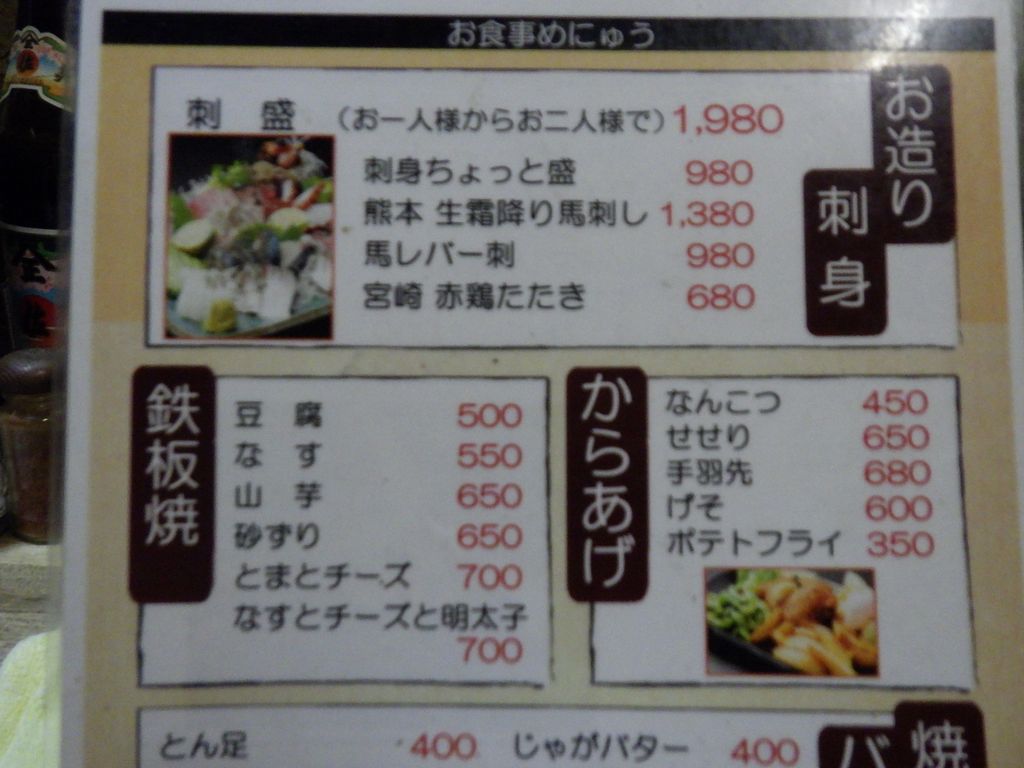 お食事めにゅう
お造り
刺身
刺 盛 (お一人様からお二人様で) 1,980
刺身ちょっと盛 980
熊本 生霜降り馬刺し 1,380
馬レバー刺 980
宮崎 赤鶏たたき 680
鉄板焼
豆 腐 500
な す 550
山 芋 650
砂ずり 650
とまとチーズ 700
なすとチーズと明太子
700
からあげ
なんこつ 450
せせり 650
手羽先 680
げそ 600
ポテトフライ 350
焼
バ
とん足 400 じゃがバター 400